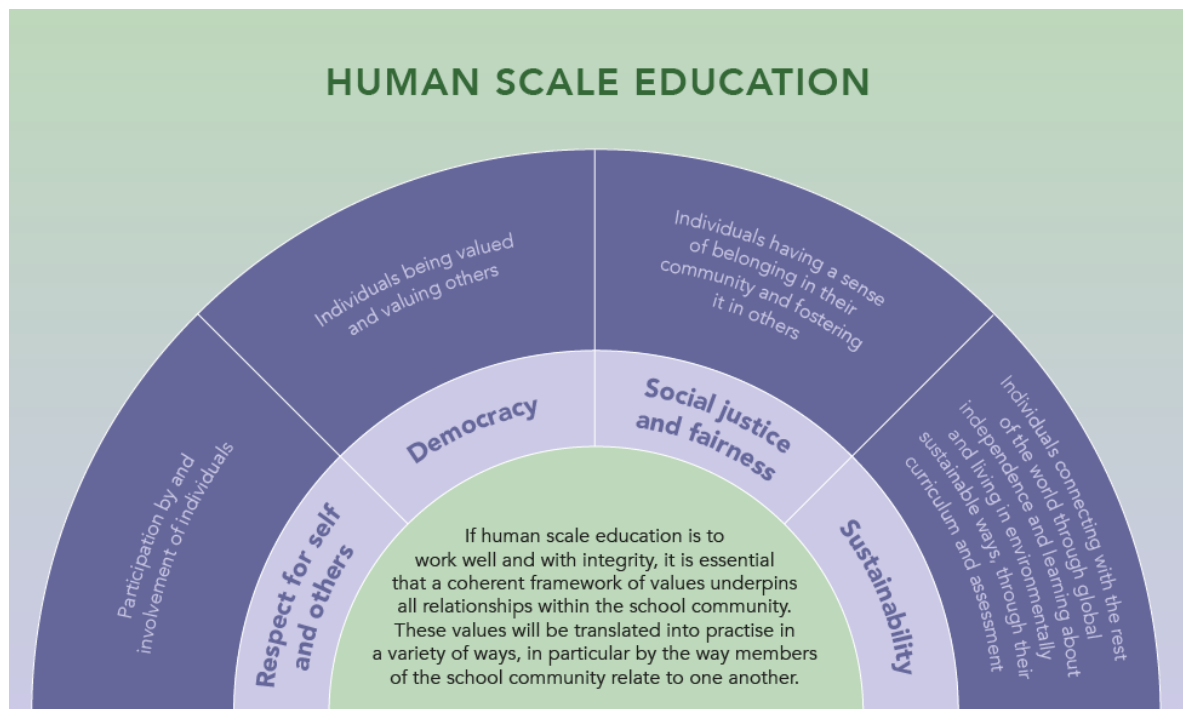 HUMAN SCALE EDUCATION
Participation by and
involvement of individuals
Individuals being valued
and valuing others
Individuals having a sense
of belonging in their
community and fostering
it in others
Individuals connecting with the rest
of the world through global
independence and learning about
and living in environmentally
sustainable ways, through their
curriculum and assessment
Respect for self
and others
Democracy
Social justice
and fairness
Sustainability
If human scale education is to
work well and with integrity, it is essential
that a coherent framework of values underpins
all relationships within the school community.
These values will be translated into practise in
a variety of ways, in particular by the way members
of the school community relate to one another.